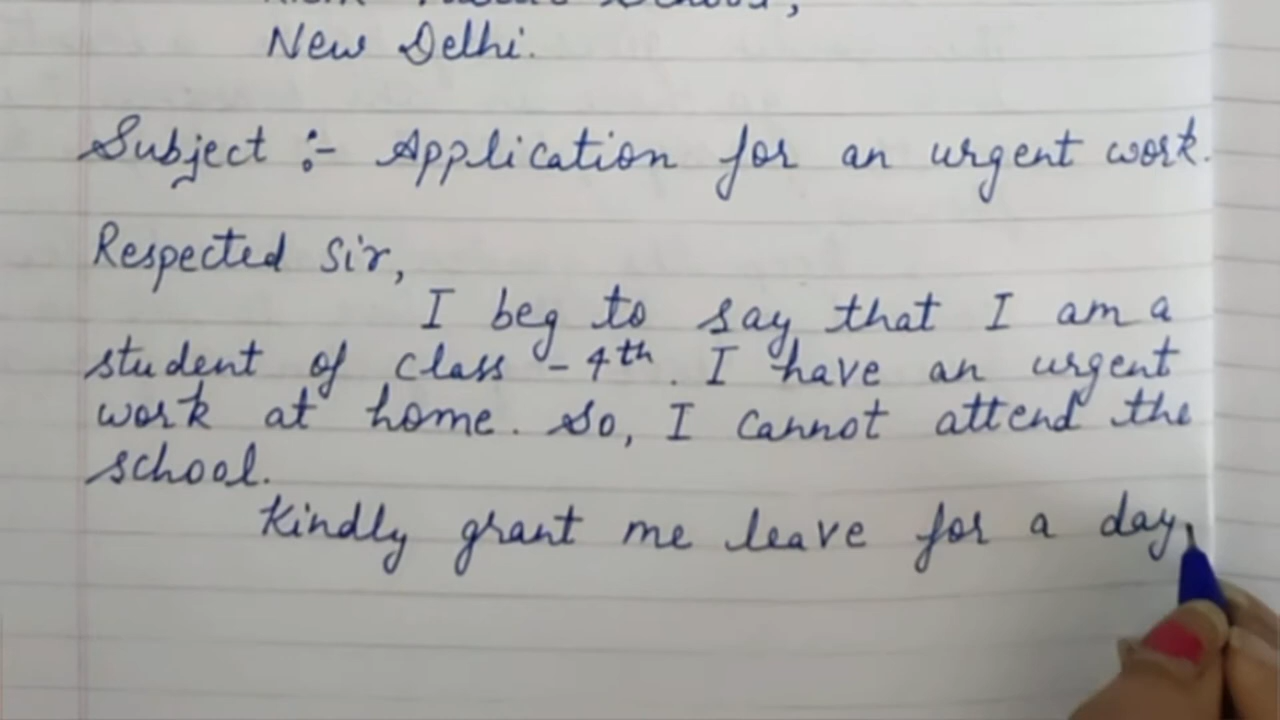 New Delhi.
Subject :- Application for an urgent work.
Respected Sir,
I beg to say that I am a
student of class - 4th. I have an urgent
work at home. So, I cannot attend the
school.
Kindly grant me leave for a day,